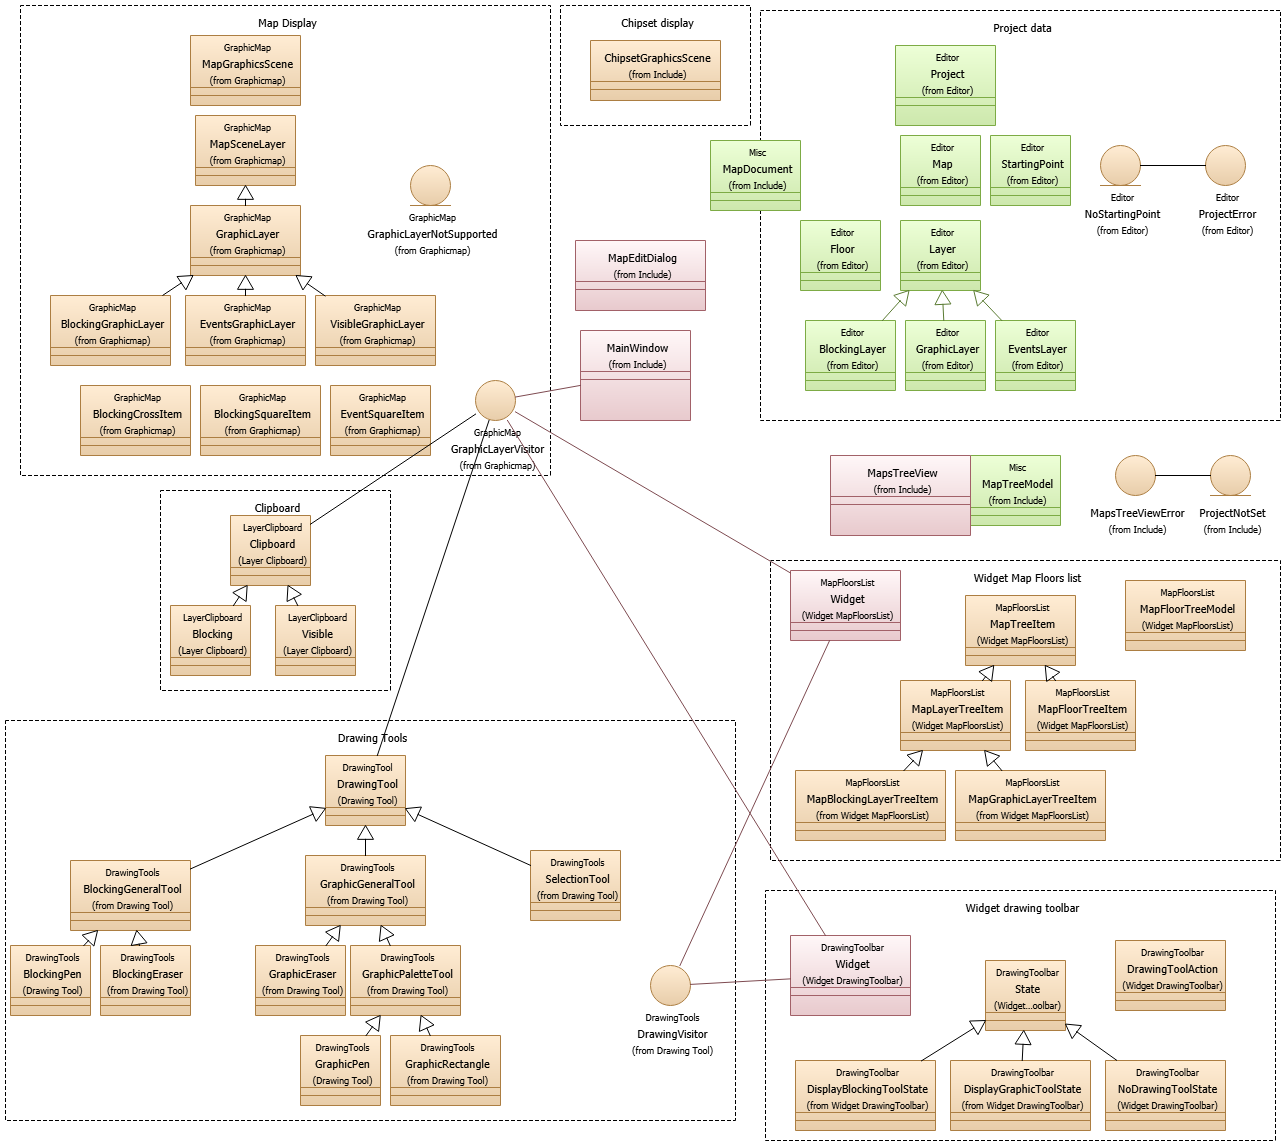 Map Display
GraphicMap
MapGraphicsScene
(from Graphicmap)
GraphicMap
MapSceneLayer
(from Graphicmap)
GraphicMap
GraphicLayer
(from Graphicmap)
GraphicMap
GraphicLayerNotSupported
(from Graphicmap)
GraphicMap
BlockingGraphicLayer
(from Graphicmap)
GraphicMap
EventsGraphicLayer
(from Graphicmap)
GraphicMap
VisibleGraphicLayer
(from Graphicmap)
GraphicMap
BlockingCrossItem
(from Graphicmap)
GraphicMap
BlockingSquareItem
(from Graphicmap)
GraphicMap
EventSquareItem
(from Graphicmap)
GraphicMap
GraphicLayerVisitor
(from Graphicmap)
Chipset display
ChipsetGraphicsScene
(from Include)
Project data
Editor
Project
(from Editor)
Misc
MapDocument
(from Include)
Editor
Map
(from Editor)
Editor
StartingPoint
(from Editor)
Editor
NoStartingPoint
(from Editor)
Editor
ProjectError
(from Editor)
Editor
Floor
(from Editor)
Editor
Layer
(from Editor)
Editor
BlockingLayer
(from Editor)
Editor
GraphicLayer
(from Editor)
Editor
EventsLayer
(from Editor)
MapEditDialog
(from Include)
MainWindow
(from Include)
MapsTreeView
(from Include)
Misc
MapTreeModel
(from Include)
MapsTreeViewError
(from Include)
ProjectNotSet
(from Include)
Clipboard
LayerClipboard
Clipboard
(Layer Clipboard)
LayerClipboard
Blocking
(Layer Clipboard)
LayerClipboard
Visible
(Layer Clipboard)
Widget Map Floors list
MapFloorsList
Widget
(Widget MapFloorsList)
MapFloorsList
MapTreeItem
(Widget MapFloorsList)
MapFloorsList
MapFloorTreeModel
(Widget MapFloorsList)
MapFloorsList
MapLayerTreeItem
(Widget MapFloorsList)
MapFloorsList
MapFloorTreeItem
(Widget MapFloorsList)
MapFloorsList
MapBlockingLayerTreeItem
(from Widget MapFloorsList)
MapFloorsList
MapGraphicLayerTreeItem
(from Widget MapFloorsList)
Drawing Tools
DrawingTool
DrawingTool
(Drawing Tool)
DrawingTools
BlockingGeneralTool
(from Drawing Tool)
DrawingTools
GraphicGeneralTool
(from Drawing Tool)
DrawingTools
SelectionTool
(from Drawing Tool)
DrawingTools
BlockingPen
(Drawing Tool)
DrawingTools
BlockingEraser
(from Drawing Tool)
DrawingTools
GraphicEraser
(from Drawing Tool)
DrawingTools
GraphicPaletteTool
(from Drawing Tool)
DrawingTools
GraphicPen
(Drawing Tool)
DrawingTools
GraphicRectangle
(from Drawing Tool)
DrawingTools
DrawingVisitor
(from Drawing Tool)
Widget drawing toolbar
DrawingToolbar
Widget
(Widget DrawingToolbar)
DrawingToolbar
State
(Widget...oolbar)
DrawingToolbar
DrawingToolAction
(Widget DrawingToolbar)
DrawingToolbar
DisplayBlockingToolState
(from Widget DrawingToolbar)
DrawingToolbar
DisplayGraphicToolState
(from Widget DrawingToolbar)
DrawingToolbar
NoDrawingToolState
(Widget DrawingToolbar)